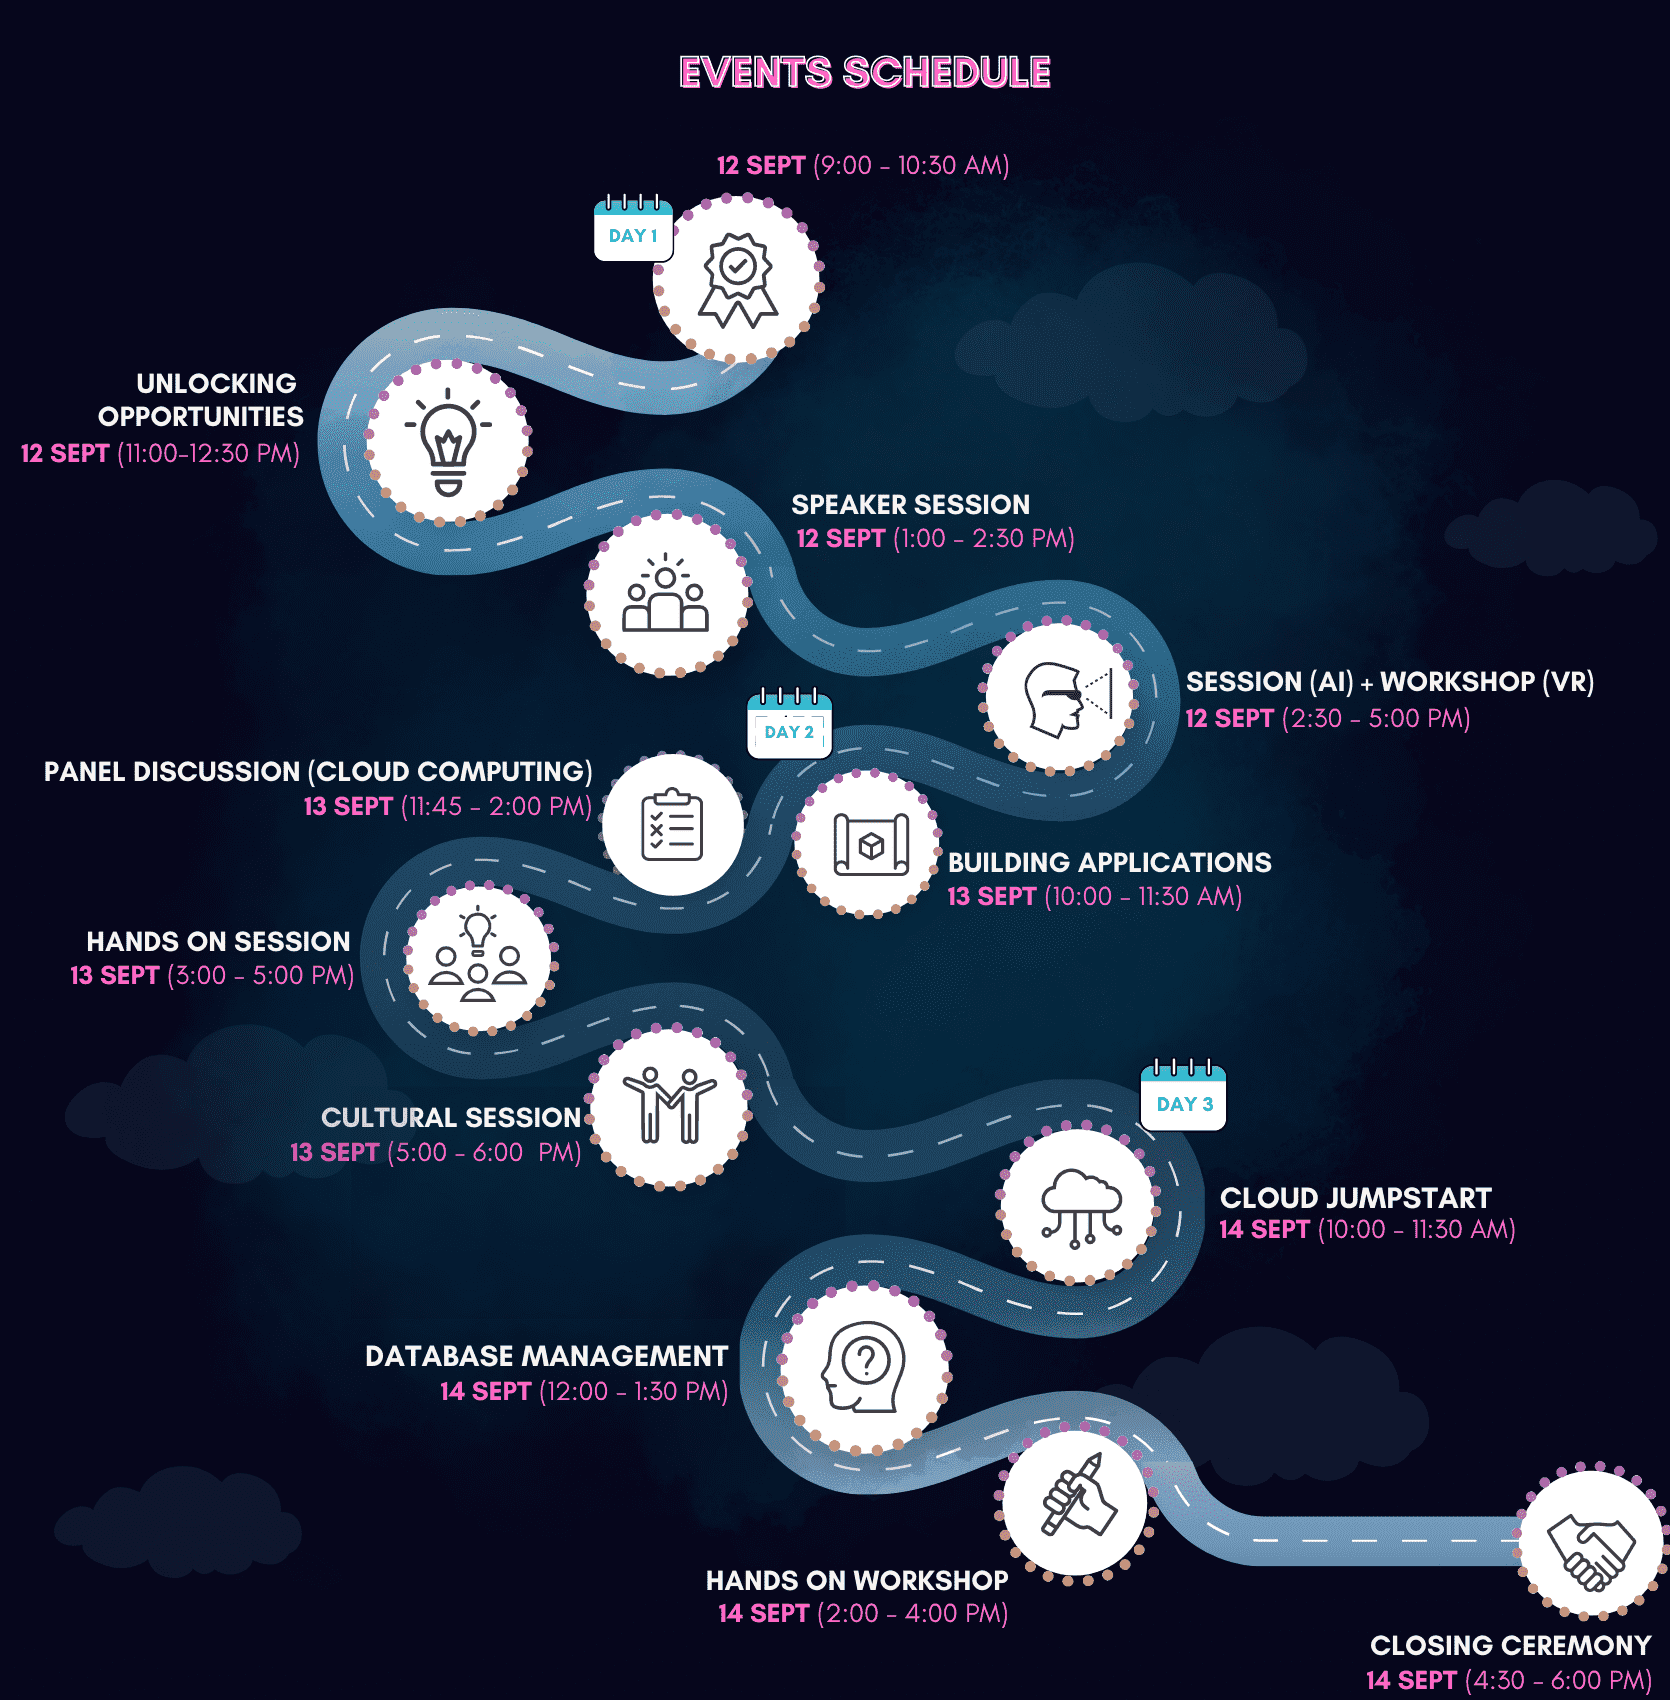 EVENTS SCHEDULE
12 SEPT (9:00 - 10:30 AM)
DAY 1
UNLOCKING
OPPORTUNITIES
12 SEPT (11:00-12:30 PM)
SPEAKER SESSION
12 SEPT (1:00 - 2:30 PM)
SESSION (AI) + WORKSHOP (VR)
12 SEPT (2:30 - 5:00 PM)
DAY 2
BUILDING APPLICATIONS
13 SEPT (10:00 - 11:30 AM)
PANEL DISCUSSION (CLOUD COMPUTING)
13 SEPT (11:45 - 2:00 PM)
HANDS ON SESSION
13 SEPT (3:00 - 5:00 PM)
CULTURAL SESSION
13 SEPT (5:00 - 6:00  PM)
DAY 3
CLOUD JUMPSTART
14 SEPT (10:00 - 11:30 AM)
DATABASE MANAGEMENT
14 SEPT (12:00 - 1:30 PM)
HANDS ON WORKSHOP
14 SEPT (2:00 - 4:00 PM)
CLOSING CEREMONY
14 SEPT (4:30 - 6:00 PM)